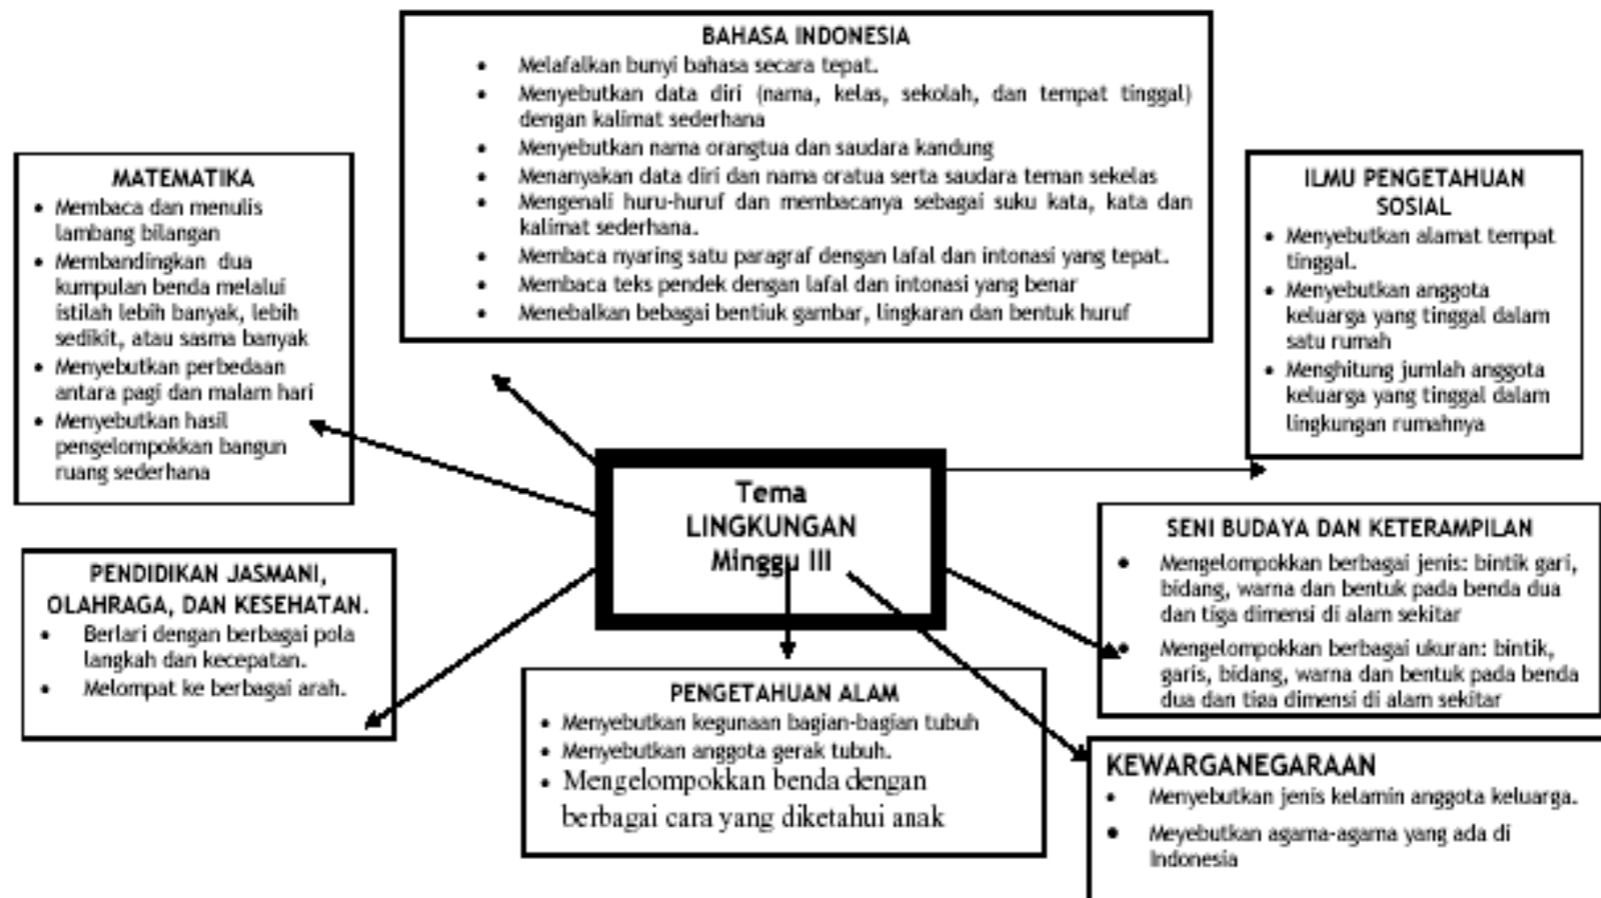 BAHASA INDONESIA
• Melafalkan bunyi bahasa secara tepat.
• Menyebutkan data diri (nama, kelas, sekolah, dan tempat tinggal)
dengan kalimat sederhana
• Menyebutkan nama orangtua dan saudara kandung
• Menanyakan data diri dan nama oratua serta saudara teman sekelas
• Mengenali huru-huruf dan membacanya sebagai suku kata, kata dan
kalimat sederhana.
• Membaca nyaring satu paragraf dengan lafal dan intonasi yang tepat.
• Membaca teks pendek dengan lafal dan intonasi yang benar
• Menebalkan bebagai bentiuk gambar, lingkaran dan bentuk huruf
MATEMATIKA
• Membaca dan menulis
lambang bilangan
• Membandingkan dua
kumpulan benda melalui
istilah lebih banyak, lebih
sedikit, atau sasma banyak
• Menyebutkan perbedaan
antara pagi dan malam hari
• Menyebutkan hasil
pengelompokkan bangun
ruang sederhana
ILMU PENGETAHUAN
SOSIAL
• Menyebutkan alamat tempat
tinggal.
• Menyebutkan anggota
keluarga yang tinggal dalam
satu rumah
• Menghitung jumlah anggota
keluarga yang tinggal dalam
lingkungan rumahnya
Tema
LINGKUNGAN
Minggu III
SENI BUDAYA DAN KETERAMPILAN
• Mengelompokkan berbagai jenis: bintik gari,
bidang, warna dan bentuk pada benda dua
dan tiga dimensi di alam sekitar
• Mengelompokkan berbagai ukuran: bintik,
garis, bidang, warna dan bentuk pada benda
dua dan tiga dimensi di alam sekitar
PENDIDIKAN JASMANI,
OLAHRAGA, DAN KESEHATAN.
• Berlari dengan berbagai pola
langkah dan kecepatan.
• Melompat ke berbagai arah.
PENGETAHUAN ALAM
• Menyebutkan kegunaan bagian-bagian tubuh
• Menyebutkan anggota gerak tubuh.
• Mengelompokkan benda dengan
berbagai cara yang diketahui anak
KEWARGANEGARAAN
• Menyebutkan jenis kelamin anggota keluarga.
• Meyebutkan agama-agama yang ada di
Indonesia